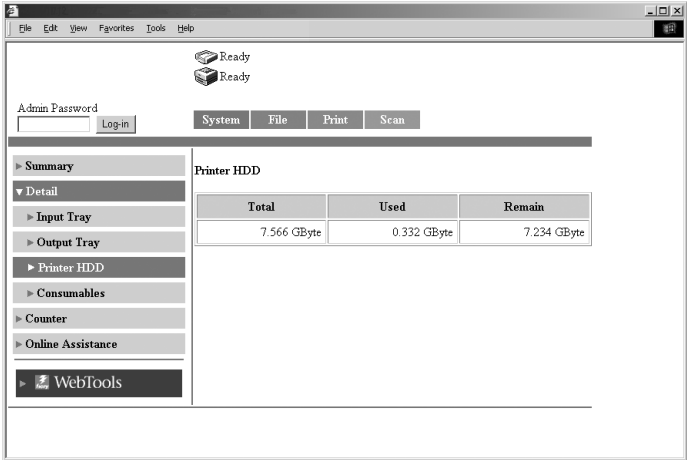 File Edit View Favorites Tools Help
Ready
Ready
Admin Password
Log-in
System File Print Scan
Summary
Detail
Input Tray
Output Tray
Printer HDD
Consumables
Counter
Online Assistance
WebTools
Printer HDD
Total Used Remain
7.566 GByte 0.332 GByte 7.234 GByte